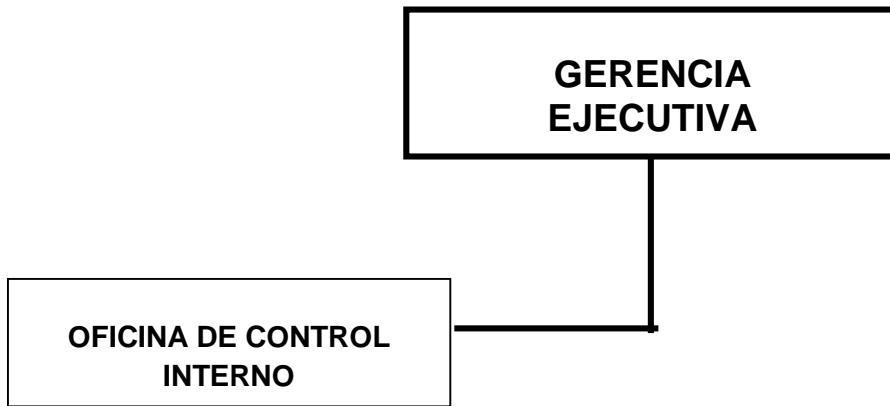 GERENCIA
EJECUTIVA
OFICINA DE CONTROL
INTERNO